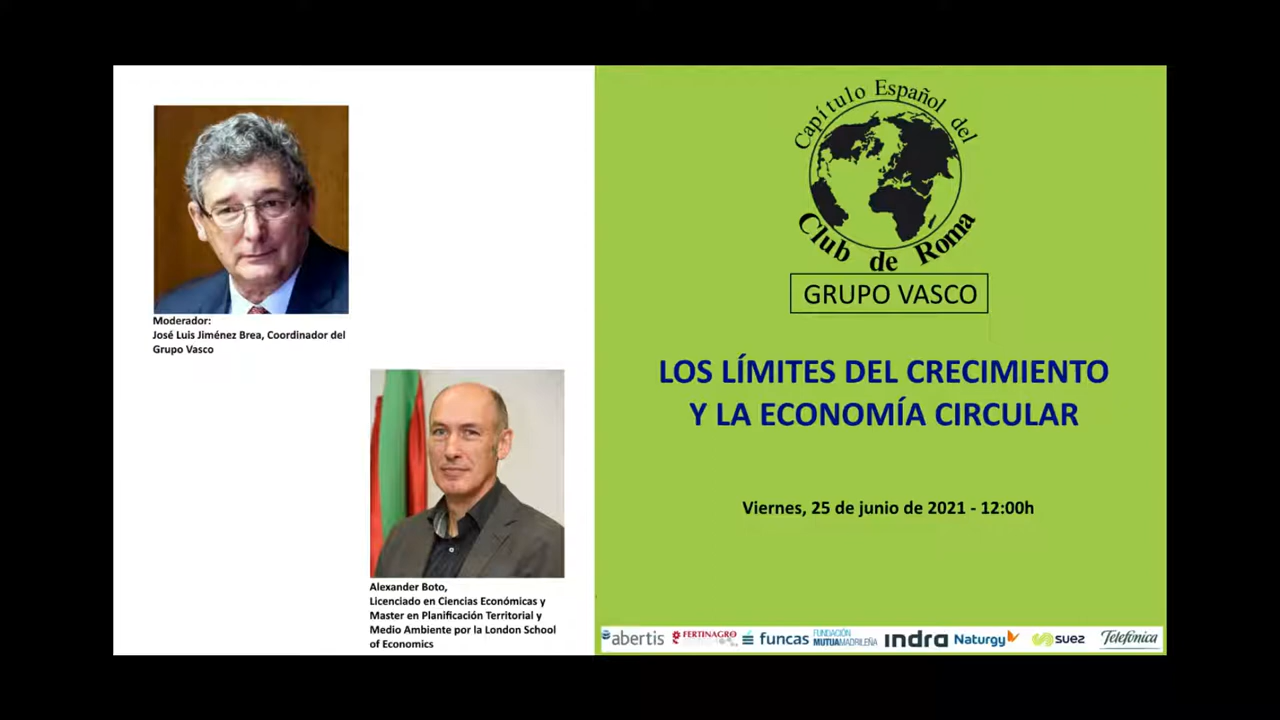 Moderador:
José Luis Jiménez Brea, Coordinador del
Grupo Vasco
Alexander Boto,
Licenciado en Ciencias Económicas y
Master en Planificación Territorial y
Medio Ambiente por la London School
of Economics
Capítulo Español del
Club de Roma
GRUPO VASCO
LOS LÍMITES DEL CRECIMIENTO
Y LA ECONOMÍA CIRCULAR
Viernes, 25 de junio de 2021 - 12:00h
abertis
FERTINAGRO
funcas
FUNDACIÓN
MUTUAMADRILEÑA
indra
Naturgy
suez
Telefónica